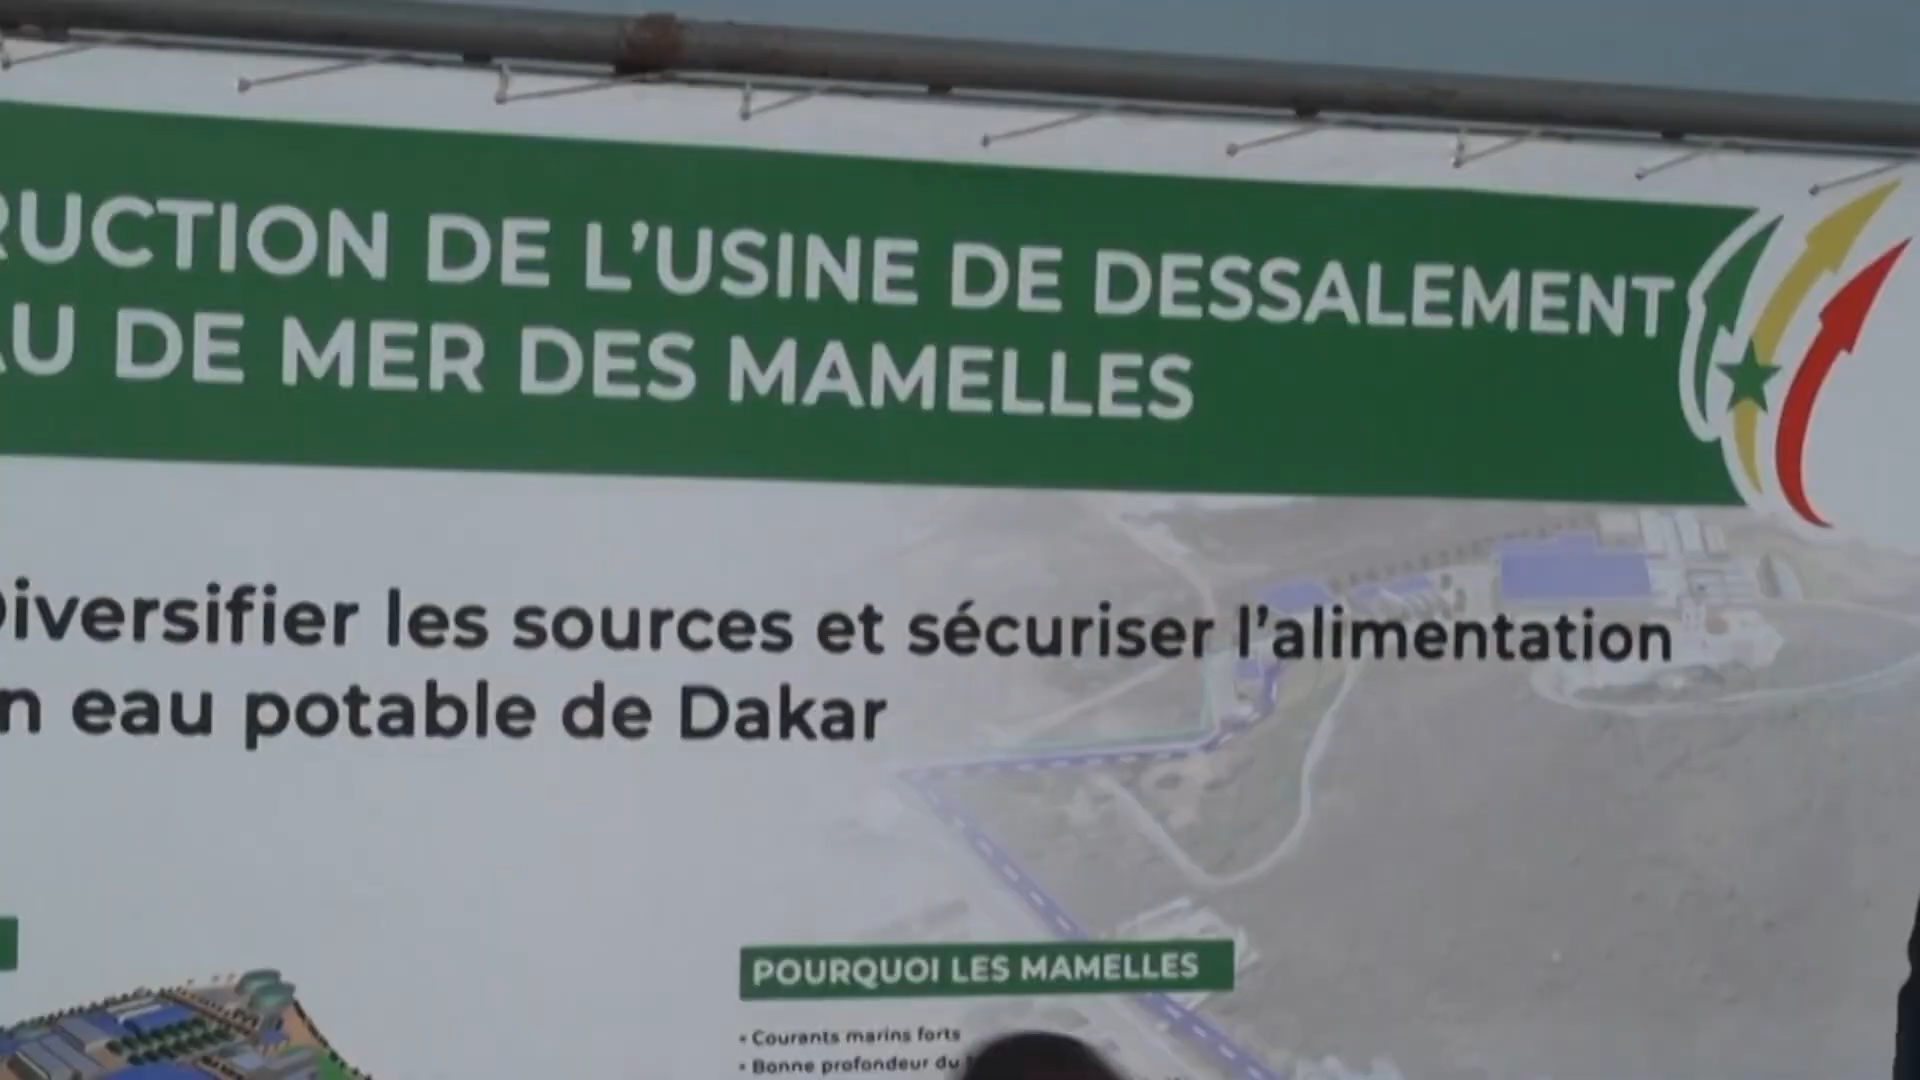 RUCTION DE L'USINE DE DESSALEMENT
AU DE MER DES MAMELLES
Diversifier les sources et sécuriser l'alimentation
n eau potable de Dakar
POURQUOI LES MAMELLES
• Courants marins forts
• Bonne profondeur du